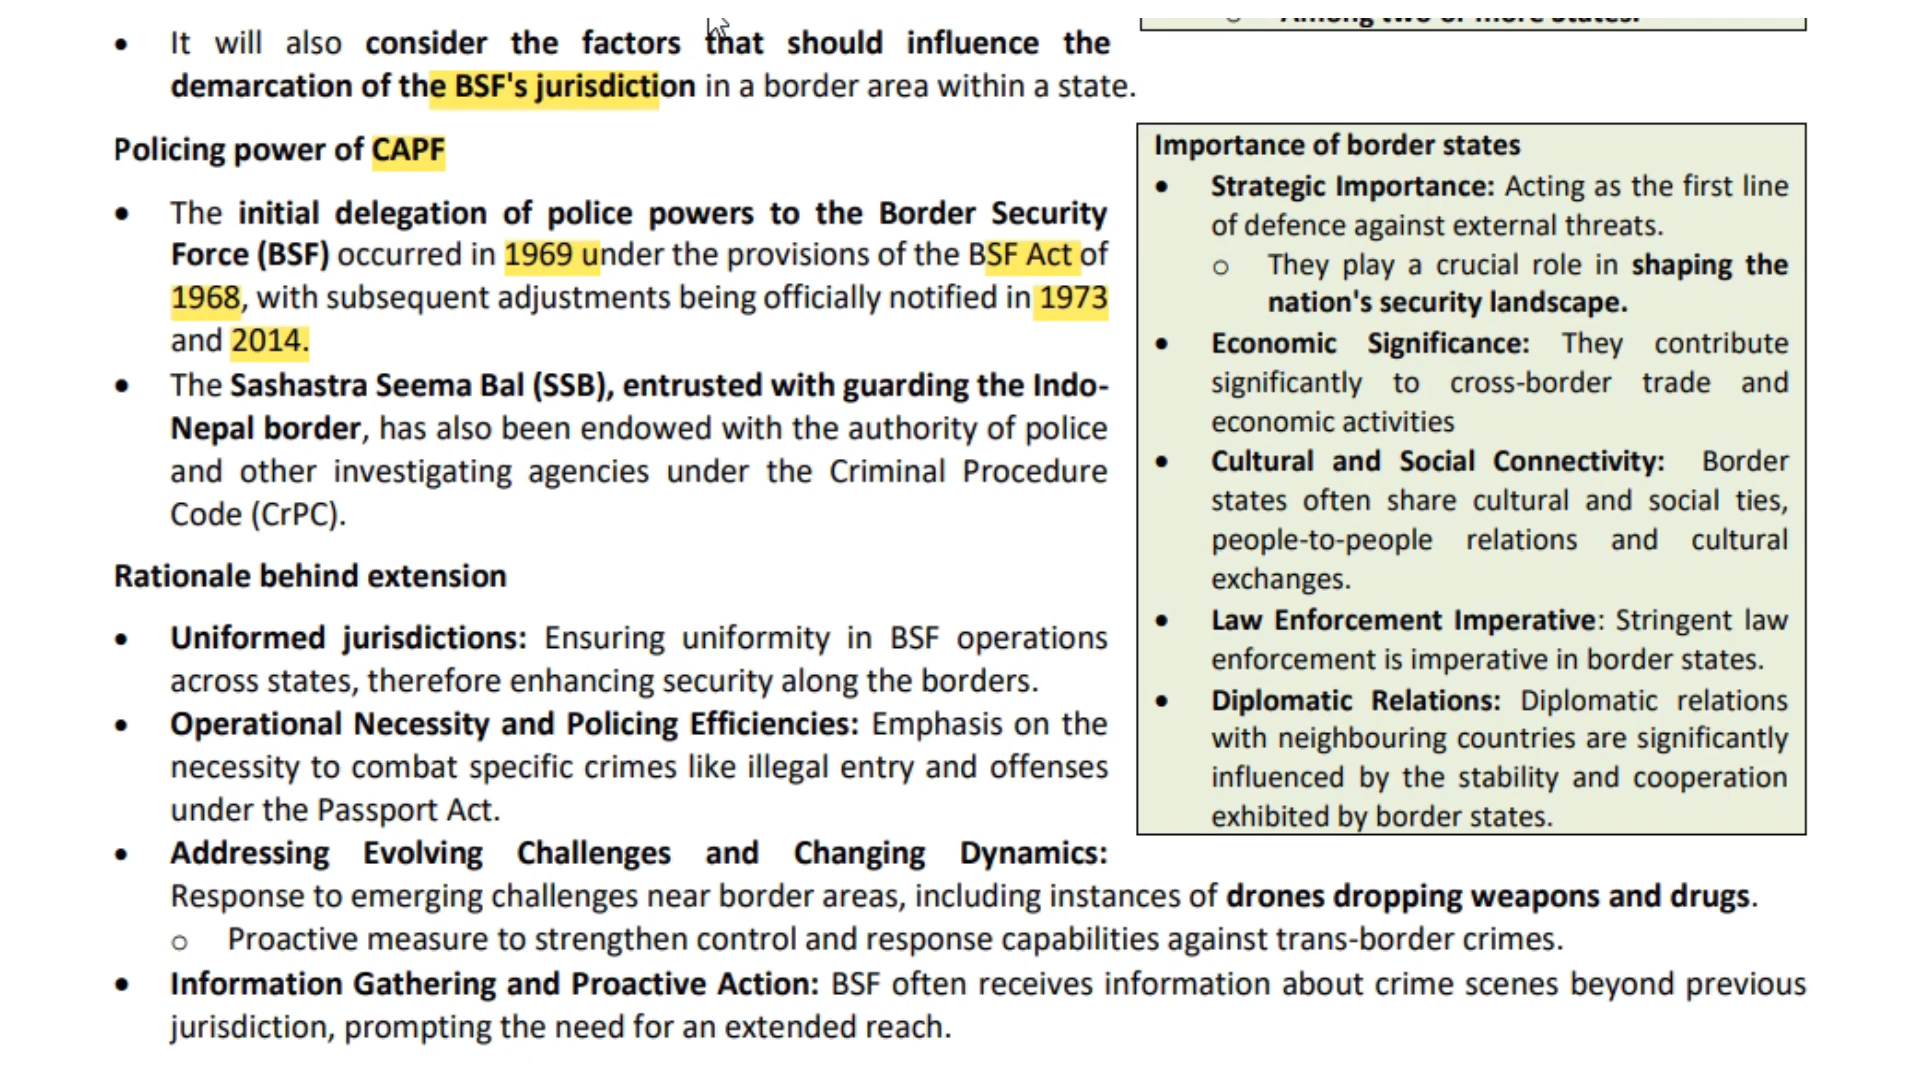 ○ Among two or more states.
• It will also consider the factors that should influence the
demarcation of the BSF's jurisdiction in a border area within a state.
Policing power of CAPF
• The initial delegation of police powers to the Border Security
Force (BSF) occurred in 1969 under the provisions of the BSF Act of
1968, with subsequent adjustments being officially notified in 1973
and 2014.
• The Sashastra Seema Bal (SSB), entrusted with guarding the Indo-
Nepal border, has also been endowed with the authority of police
and other investigating agencies under the Criminal Procedure
Code (CrPC).
Rationale behind extension
• Uniformed jurisdictions: Ensuring uniformity in BSF operations
across states, therefore enhancing security along the borders.
• Operational Necessity and Policing Efficiencies: Emphasis on the
necessity to combat specific crimes like illegal entry and offenses
under the Passport Act.
• Addressing Evolving Challenges and Changing Dynamics:
Response to emerging challenges near border areas, including instances of drones dropping weapons and drugs.
○ Proactive measure to strengthen control and response capabilities against trans-border crimes.
• Information Gathering and Proactive Action: BSF often receives information about crime scenes beyond previous
jurisdiction, prompting the need for an extended reach.
Importance of border states
• Strategic Importance: Acting as the first line
of defence against external threats.
○ They play a crucial role in shaping the
nation's security landscape.
• Economic Significance: They contribute
significantly to cross-border trade and
economic activities
• Cultural and Social Connectivity: Border
states often share cultural and social ties,
people-to-people relations and cultural
exchanges.
• Law Enforcement Imperative: Stringent law
enforcement is imperative in border states.
• Diplomatic Relations: Diplomatic relations
with neighbouring countries are significantly
influenced by the stability and cooperation
exhibited by border states.